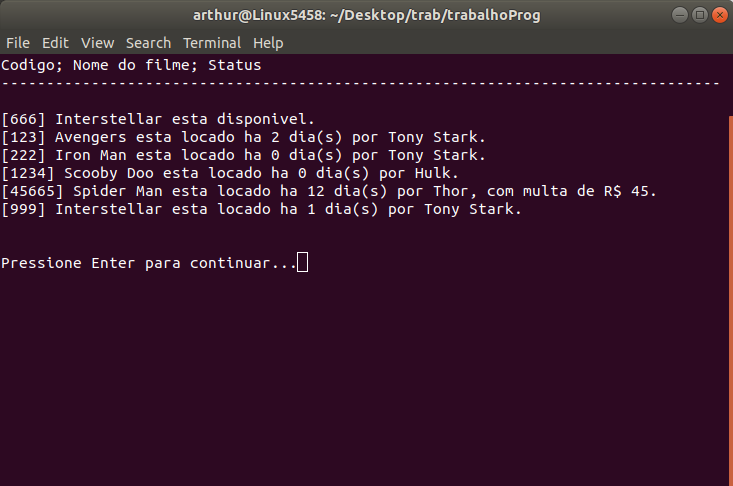 arthur@Linux5458: ~/Desktop/trab/trabalhoProg
File Edit View Search Terminal Help
Codigo; Nome do filme; Status
--------------------------------------------------------------------------------
[666] Interstellar esta disponivel.
[123] Avengers esta locado ha 2 dia(s) por Tony Stark.
[222] Iron Man esta locado ha 0 dia(s) por Tony Stark.
[1234] Scooby Doo esta locado ha 0 dia(s) por Hulk.
[45665] Spider Man esta locado ha 12 dia(s) por Thor, com multa de R$ 45.
[999] Interstellar esta locado ha 1 dia(s) por Tony Stark.
Pressione Enter para continuar...